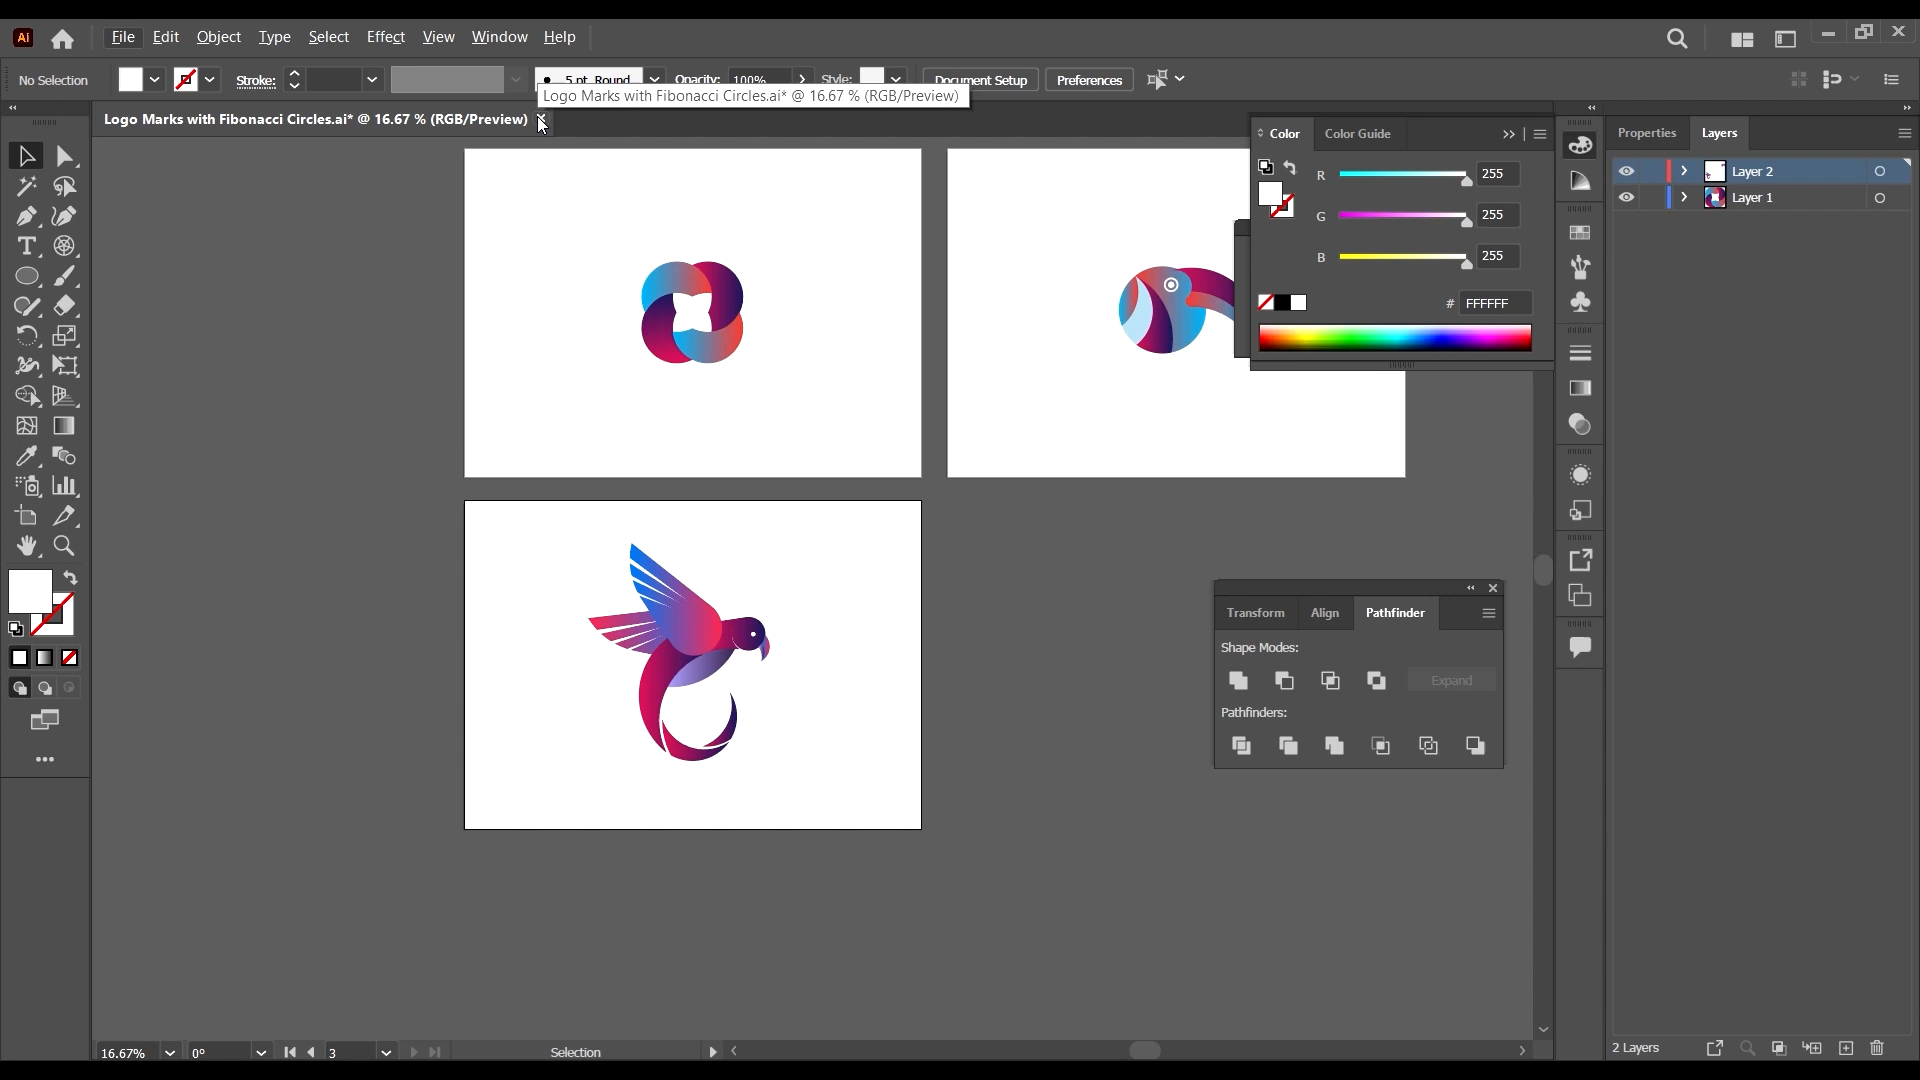 Ai
File Edit Object Type Select Effect View Window Help
No Selection
Stroke:
5 pt. Round
Opacity: 100%
Style:
Document Setup
Preferences
Logo Marks with Fibonacci Circles.ai* @ 16.67 % (RGB/Preview)
Logo Marks with Fibonacci Circles.ai* @ 16.67 % (RGB/Preview)
Color
Color Guide
Properties
Layers
R 255
G 255
B 255
# FFFFFF
Layer 2
Layer 1
Transform
Align
Pathfinder
Shape Modes:
Expand
Pathfinders:
16.67%
0°
3
Selection
2 Layers